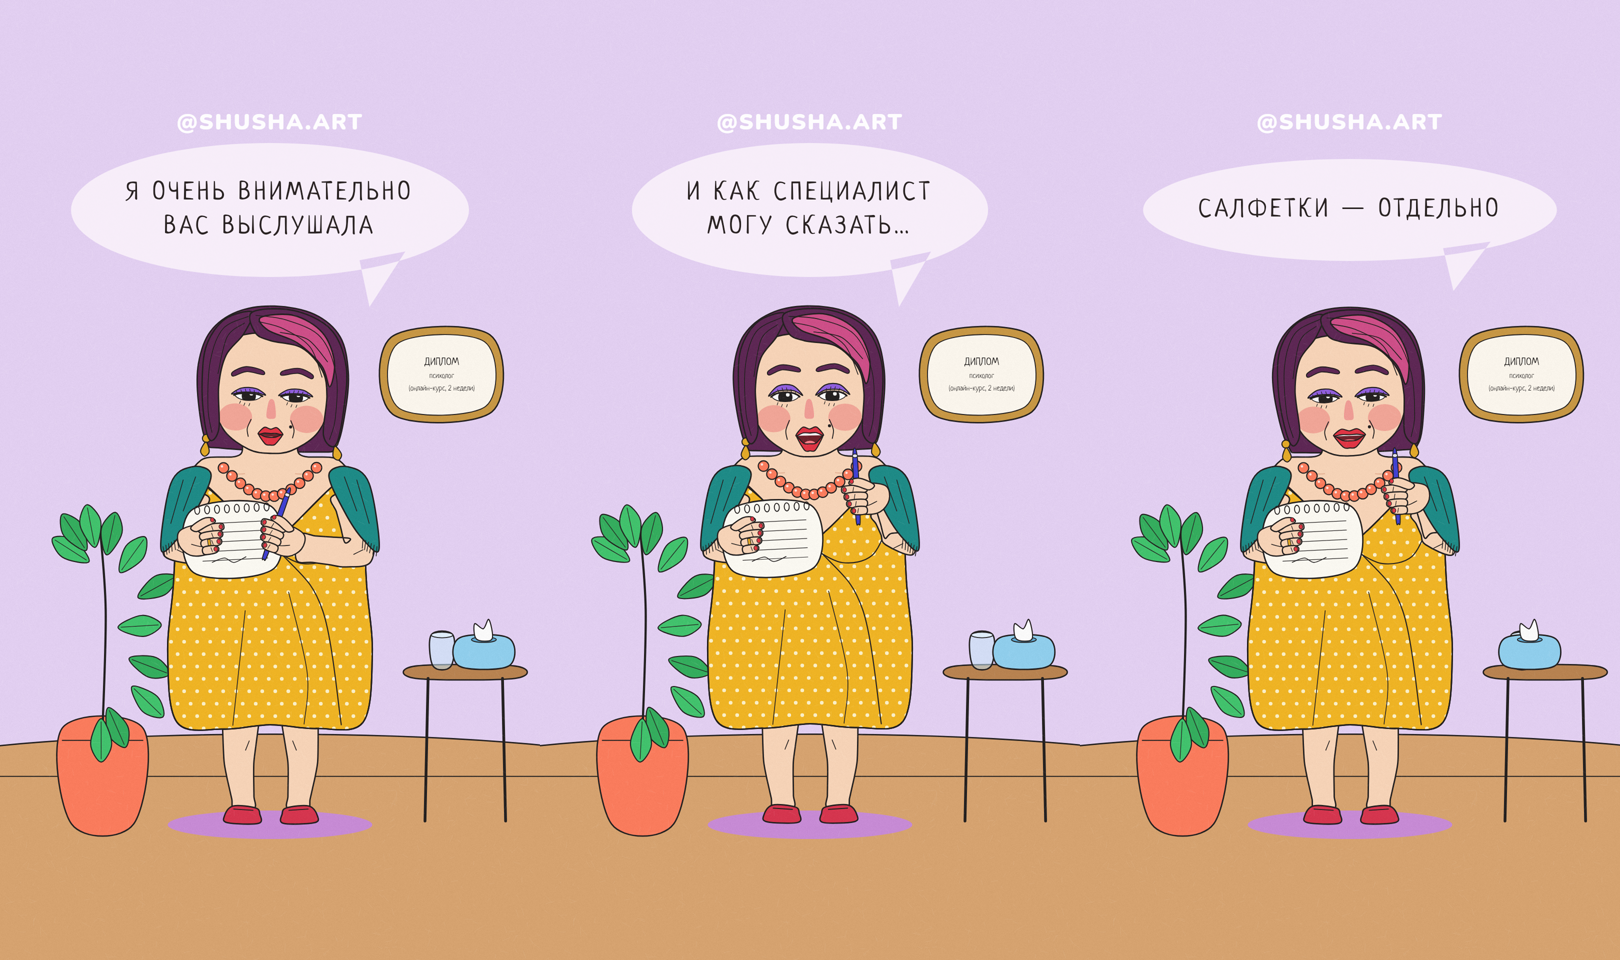 @SHUSHA.ART
Я ОЧЕНЬ ВНИМАТЕЛЬНО
ВАС ВЫСЛУШАЛА
ДИПЛОМ
психолог
(онлайн-курс, 2 недели)
@SHUSHA.ART
И КАК СПЕЦИАЛИСТ
МОГУ СКАЗАТЬ...
ДИПЛОМ
психолог
(онлайн-курс, 2 недели)
@SHUSHA.ART
САЛФЕТКИ — ОТДЕЛЬНО
ДИПЛОМ
психолог
(онлайн-курс, 2 недели)